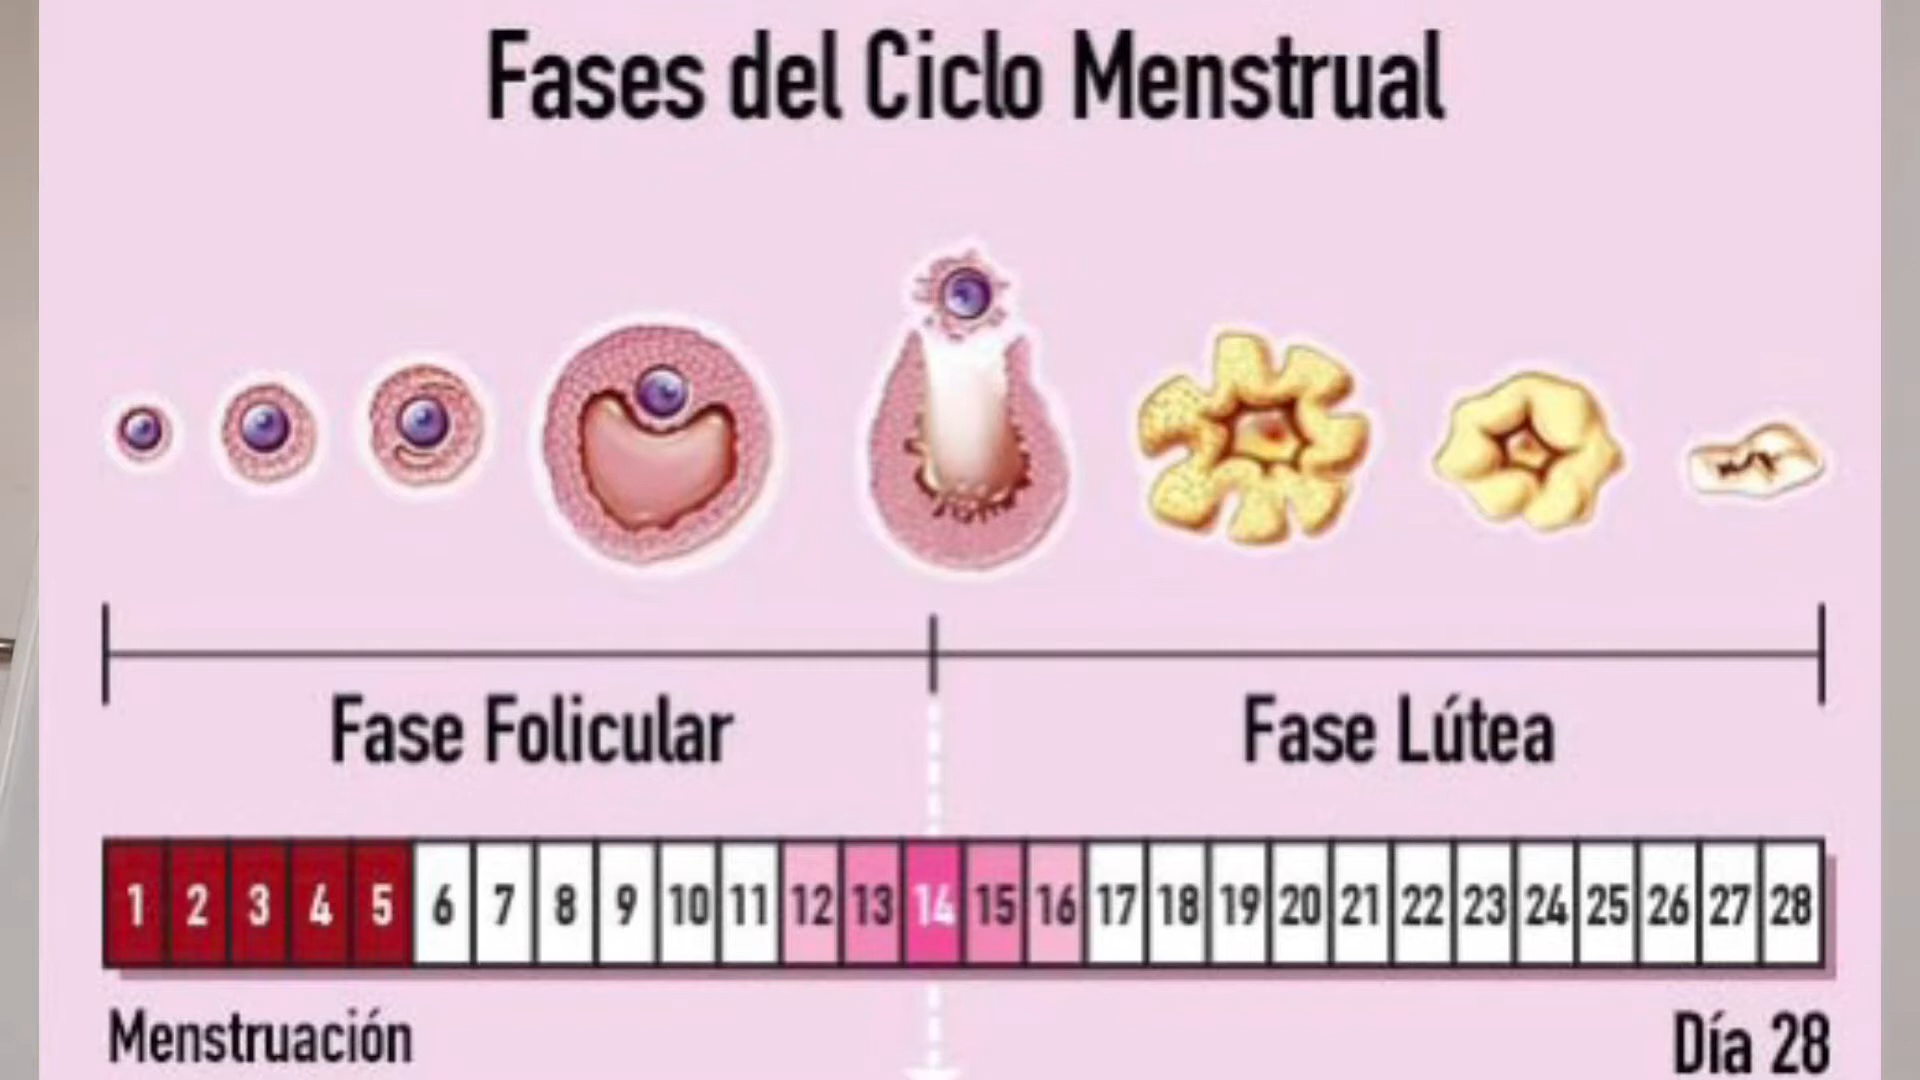 Fases del Ciclo Menstrual
Fase Folicular Fase Lútea
1 2 3 4 5 6 7 8 9 10 11 12 13 14 15 16 17 18 19 20 21 22 23 24 25 26 27 28
Menstruación Día 28